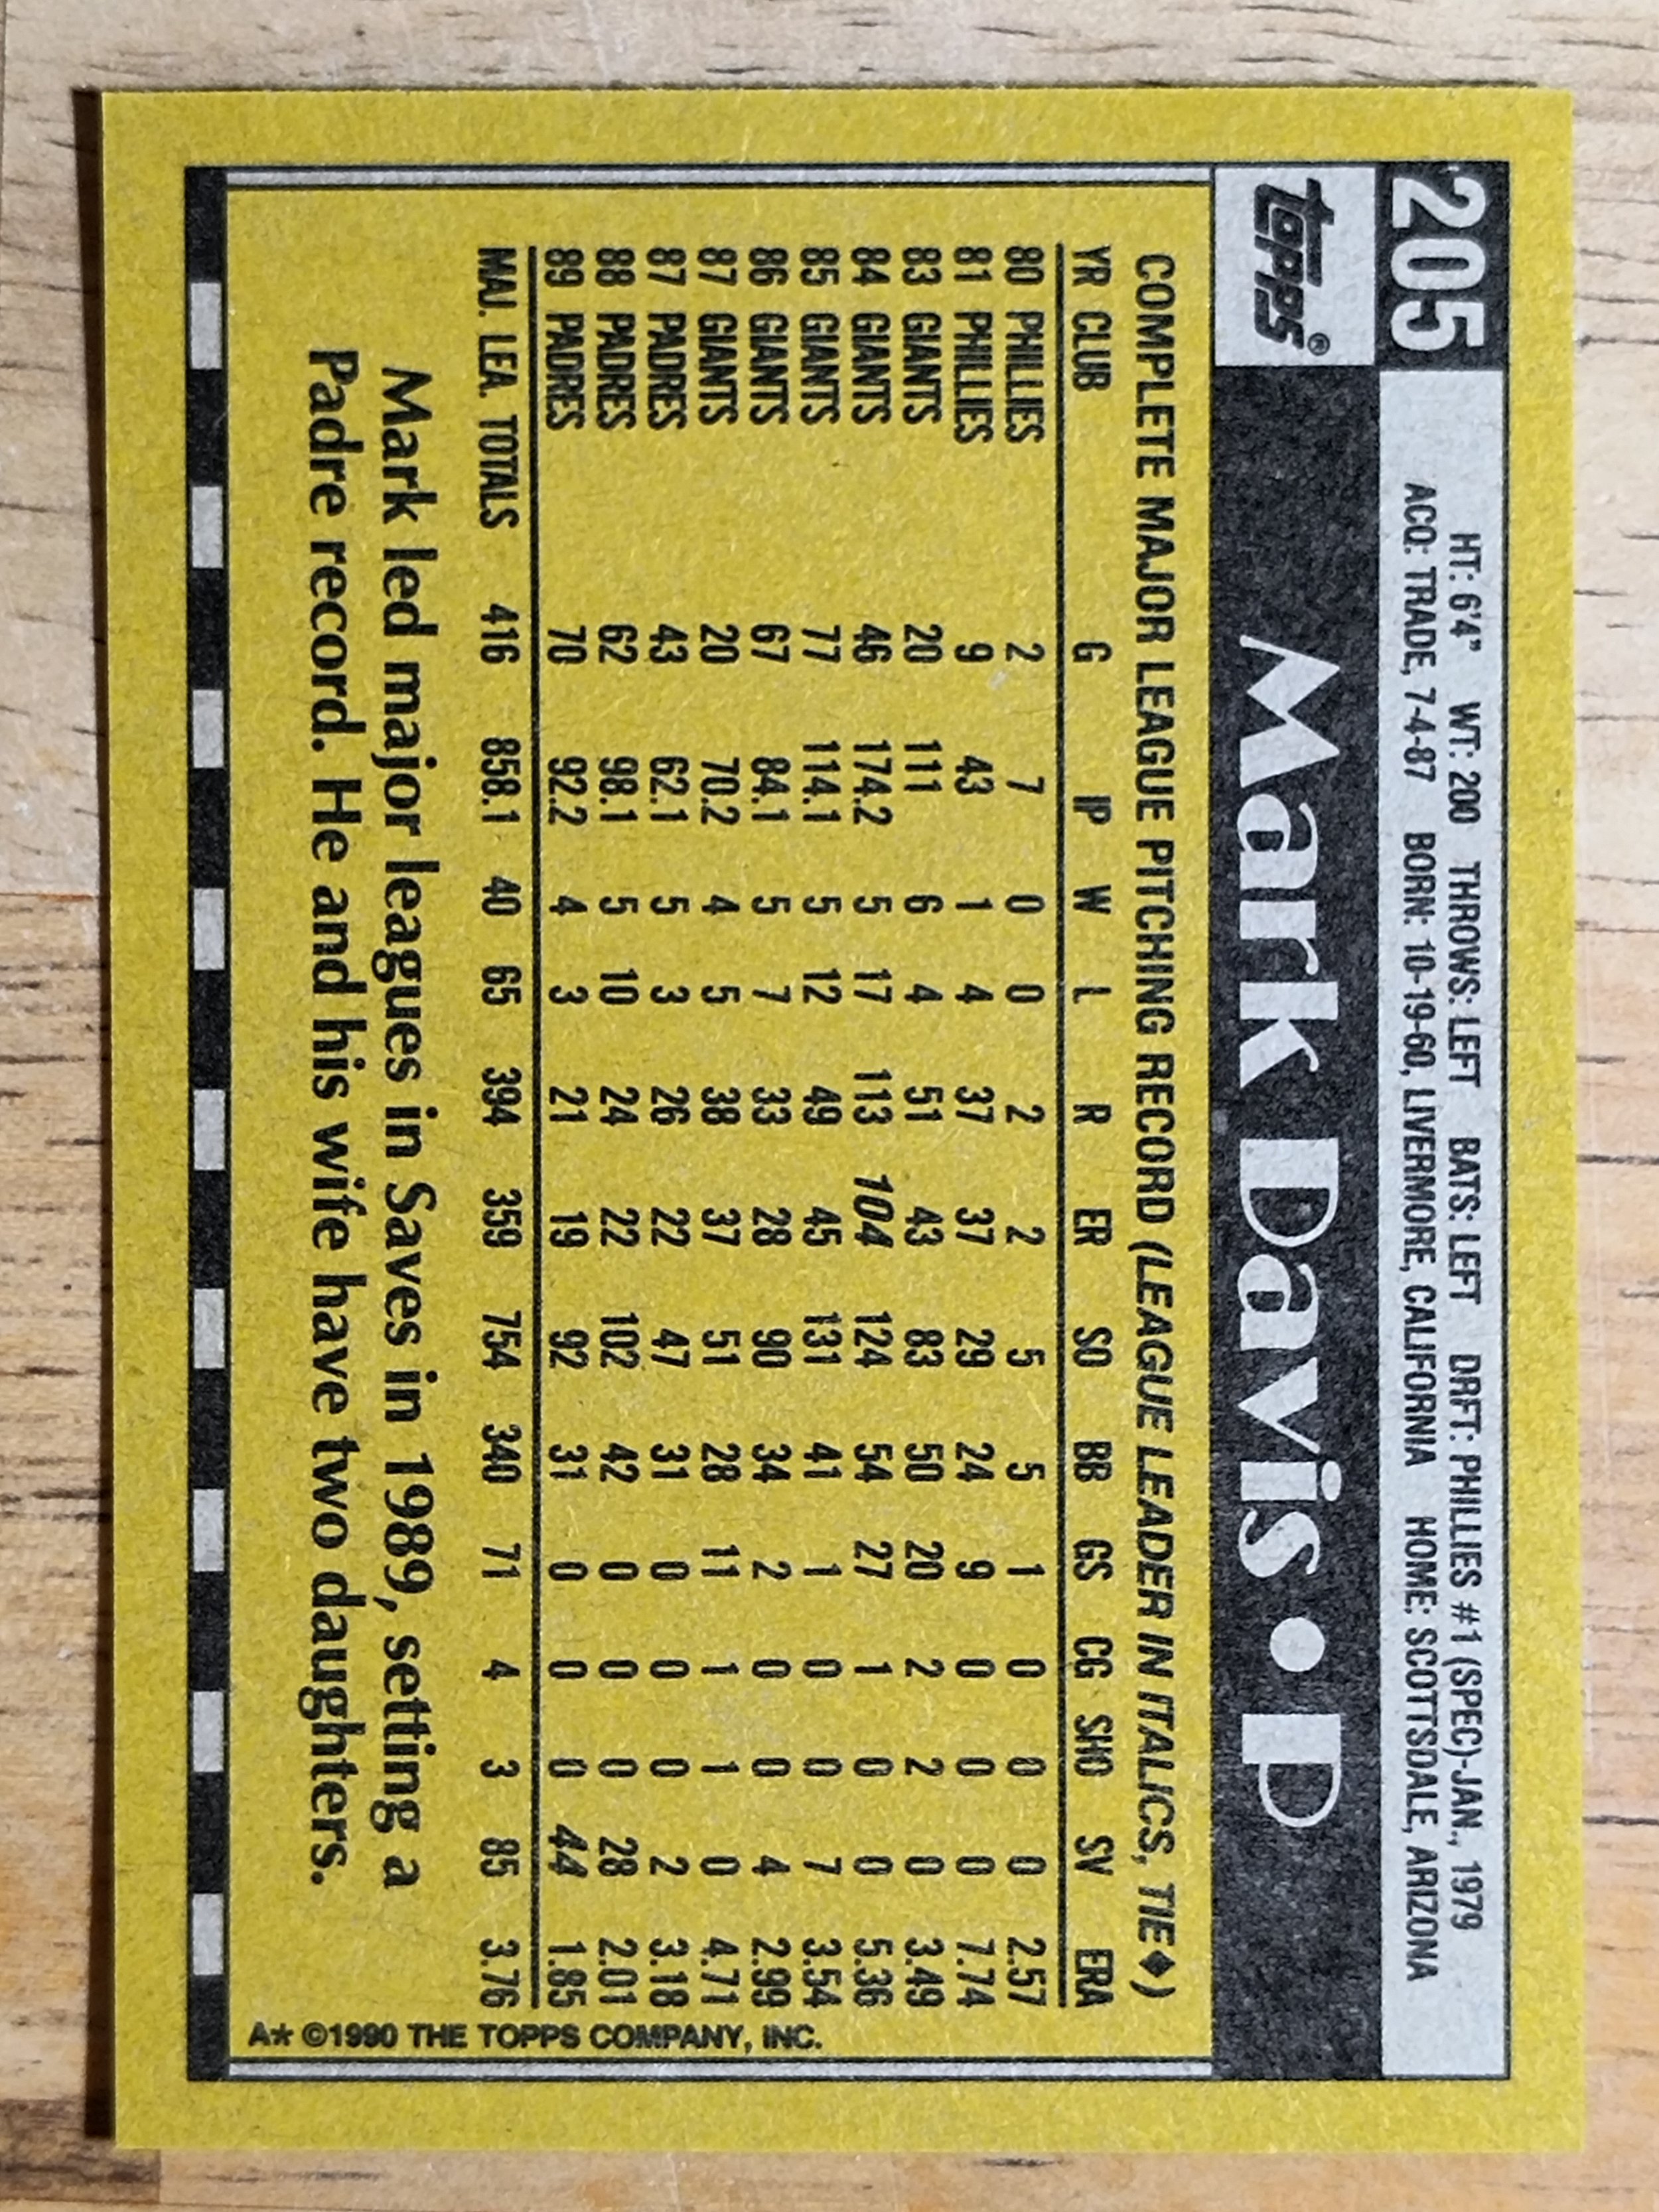 205 HT: 6'4" WT: 200 THROWS: LEFT BATS: LEFT DRFT: PHILLIES #1 (SPEC)-JAN., 1979
ACQ: TRADE, 7-4-87 BORN: 10-19-60, LIVERMORE, CALIFORNIA HOME: SCOTTSDALE, ARIZONA
TOPPS® Mark Davis • P
COMPLETE MAJOR LEAGUE PITCHING RECORD (LEAGUE LEADER IN ITALICS, TIE◆)
YR CLUB G IP W L R ER SO BB GS CG SHO SV ERA
80 PHILLIES 2 7 0 0 2 2 5 5 1 0 0 0 2.57
81 PHILLIES 9 43 1 4 37 37 29 24 9 0 0 0 7.74
83 GIANTS 20 111 6 4 51 43 83 50 20 2 2 0 3.49
84 GIANTS 46 174.2 5 17 113 104 124 54 27 1 0 0 5.36
85 GIANTS 77 114.1 5 12 49 45 131 41 1 0 0 7 3.54
86 GIANTS 67 84.1 5 7 33 28 90 34 2 0 0 4 2.99
87 GIANTS 20 70.2 4 5 38 37 51 28 11 1 1 0 4.71
87 PADRES 43 62.1 5 3 26 22 47 31 0 0 0 2 3.18
88 PADRES 62 98.1 5 10 24 22 102 42 0 0 0 28 2.01
89 PADRES 70 92.2 4 3 21 19 92 31 0 0 0 44 1.85
MAJ. LEA. TOTALS 416 858.1 40 65 394 359 754 340 71 4 3 85 3.76
Mark led major leagues in Saves in 1989, setting a
Padre record. He and his wife have two daughters.
A* ©1990 THE TOPPS COMPANY, INC.